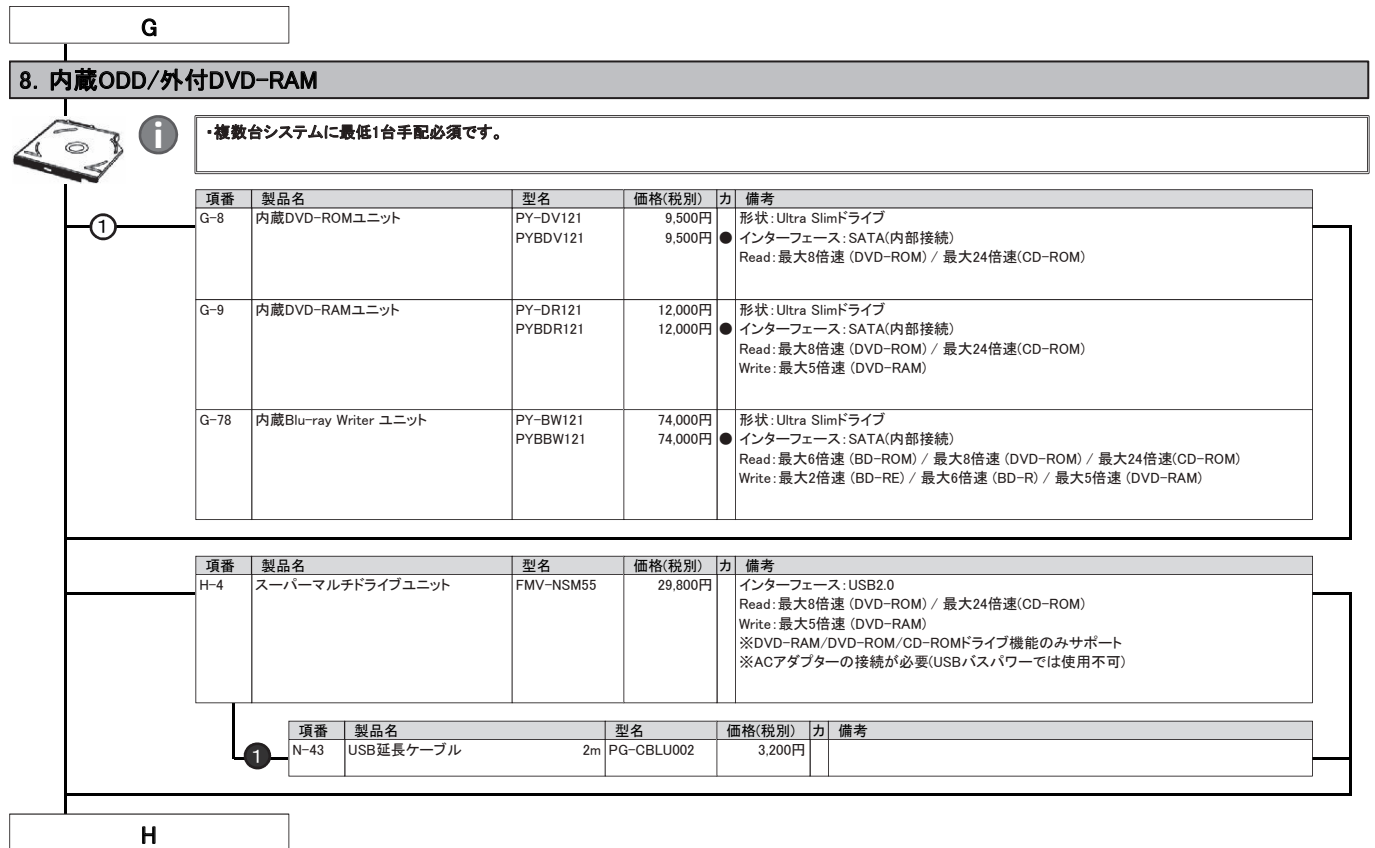 G
8. 内蔵ODD/外付DVD-RAM
i
・複数台システムに最低1台手配必須です。
項番 製品名 型名 価格(税別) カ 備考
① G-8 内蔵DVD-ROMユニット PY-DV121 9,500円 形状:Ultra Slimドライブ
PYBDV121 9,500円 ● インターフェース:SATA(内部接続)
Read:最大8倍速 (DVD-ROM) / 最大24倍速(CD-ROM)
G-9 内蔵DVD-RAMユニット PY-DR121 12,000円 形状:Ultra Slimドライブ
PYBDR121 12,000円 ● インターフェース:SATA(内部接続)
Read:最大8倍速 (DVD-ROM) / 最大24倍速(CD-ROM)
Write:最大5倍速 (DVD-RAM)
G-78 内蔵Blu-ray Writer ユニット PY-BW121 74,000円 形状:Ultra Slimドライブ
PYBBW121 74,000円 ● インターフェース:SATA(内部接続)
Read:最大6倍速 (BD-ROM) / 最大8倍速 (DVD-ROM) / 最大24倍速(CD-ROM)
Write:最大2倍速 (BD-RE) / 最大6倍速 (BD-R) / 最大5倍速 (DVD-RAM)
項番 製品名 型名 価格(税別) カ 備考
H-4 スーパーマルチドライブユニット FMV-NSM55 29,800円 インターフェース:USB2.0
Read:最大8倍速 (DVD-ROM) / 最大24倍速(CD-ROM)
Write:最大5倍速 (DVD-RAM)
※DVD-RAM/DVD-ROM/CD-ROMドライブ機能のみサポート
※ACアダプターの接続が必要(USBバスパワーでは使用不可)
項番 製品名 型名 価格(税別) カ 備考
1 N-43 USB延長ケーブル 2m PG-CBLU002 3,200円
H